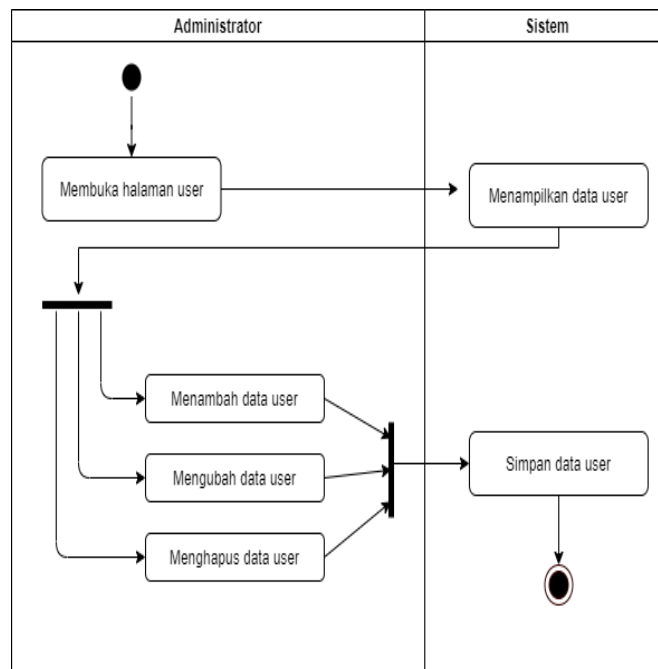 Administrator
Sistem
Membuka halaman user
Menampilkan data user
Menambah data user
Mengubah data user
Simpan data user
Menghapus data user